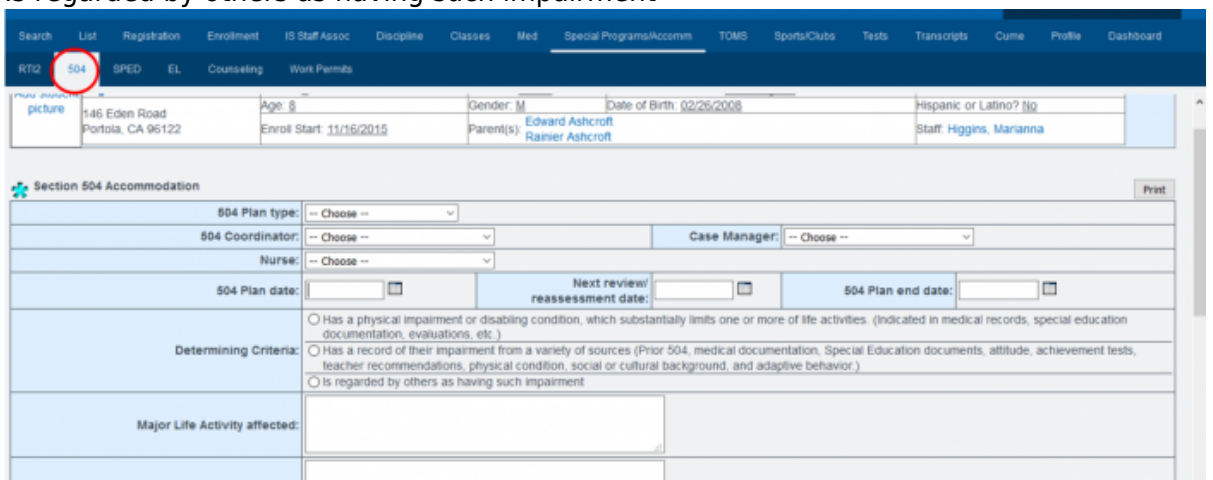 is regarded by others as having such impairment
Search List Registration Enrollment IS Staff Assoc Discipline Classes Med Special Programs/Accomm TOMS Sports/Clubs Tests Transcripts Cume Profile Dashboard
RTI2 504 SPED EL Counseling Work Permits
picture
146 Eden Road
Portola, CA 96122
Age: 8 Gender: M Date of Birth: 02/26/2008 Hispanic or Latino? No
Enroll Start: 11/16/2015 Parent(s): Edward Ashcroft
Rainier Ashcroft
Staff: Higgins, Marianna
Section 504 Accommodation Print
504 Plan type: -- Choose --
504 Coordinator: -- Choose -- Case Manager: -- Choose --
Nurse: -- Choose --
504 Plan date: Next review/
reassessment date: 504 Plan end date:
Determining Criteria:
Has a physical impairment or disabling condition, which substantially limits one or more of life activities. (Indicated in medical records, special education
documentation, evaluations, etc.)
Has a record of their impairment from a variety of sources (Prior 504, medical documentation, Special Education documents, attitude, achievement tests,
teacher recommendations, physical condition, social or cultural background, and adaptive behavior.)
Is regarded by others as having such impairment
Major Life Activity affected: